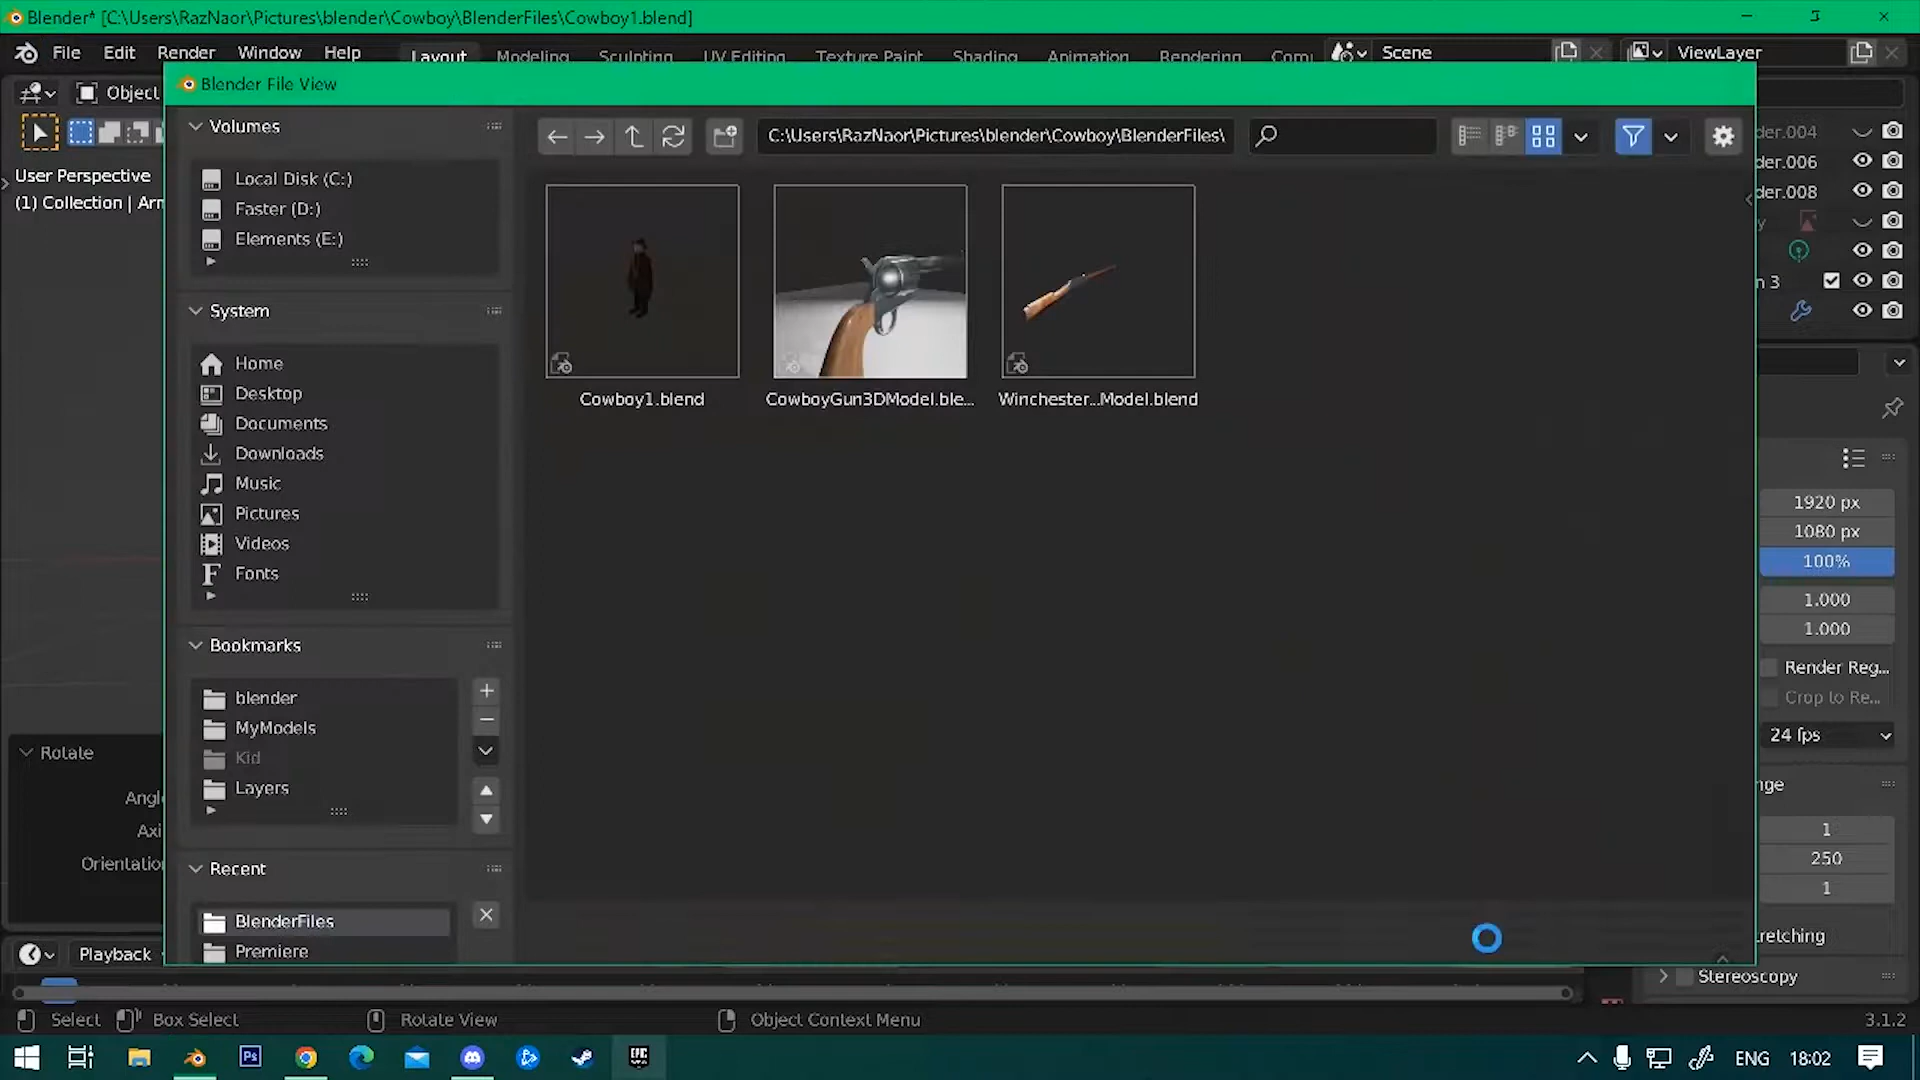 Blender* [C:\Users\RazNaor\Pictures\blender\Cowboy\BlenderFiles\Cowboy1.blend]
File Edit Render Window Help Layout Modeling Sculpting UV Editing Texture Paint Shading Animation Rendering Scene ViewLayer
Blender File View
Object
User Perspective
(1) Collection | Arm
Volumes
Local Disk (C:)
Faster (D:)
Elements (E:)
System
Home
Desktop
Documents
Downloads
Music
Pictures
Videos
Fonts
Bookmarks
blender
MyModels
Kid
Layers
Recent
BlenderFiles
Premiere
C:\Users\RazNaor\Pictures\blender\Cowboy\BlenderFiles\
Cowboy1.blend
CowboyGun3DModel.ble...
Winchester...Model.blend
der.004
der.006
der.008
y
n 3
1920 px
1080 px
100%
1.000
1.000
Render Reg...
Crop to Re...
24 fps
nge
1
250
1
retching
Stereoscopy
Rotate
Angle
Axi
Orientation
Playback
Select Box Select Rotate View Object Context Menu 3.1.2
Ps
EPIC
ENG 18:02